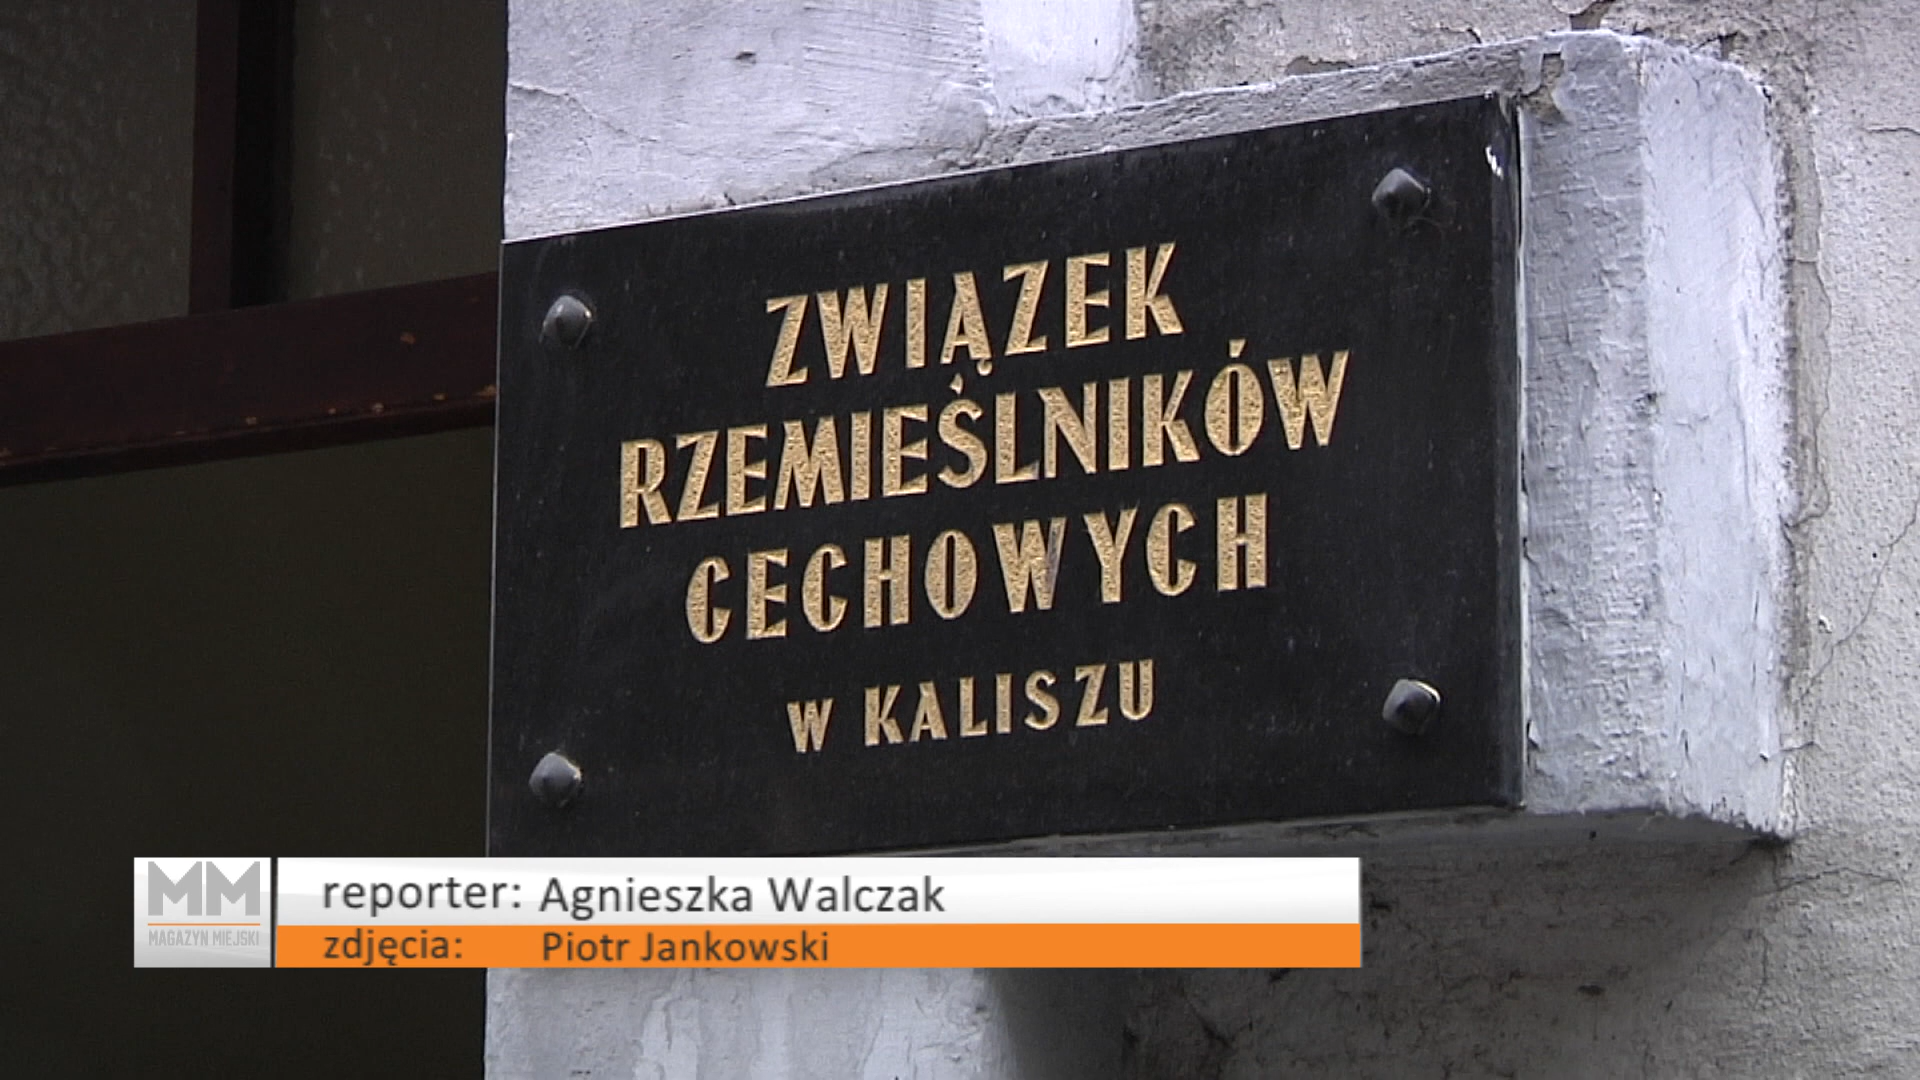 ZWIĄZEK
RZEMIEŚLNIKÓW
CECHOWYCH
W KALISZU
MM
MAGAZYN MIEJSKI
reporter: Agnieszka Walczak
zdjęcia: Piotr Jankowski